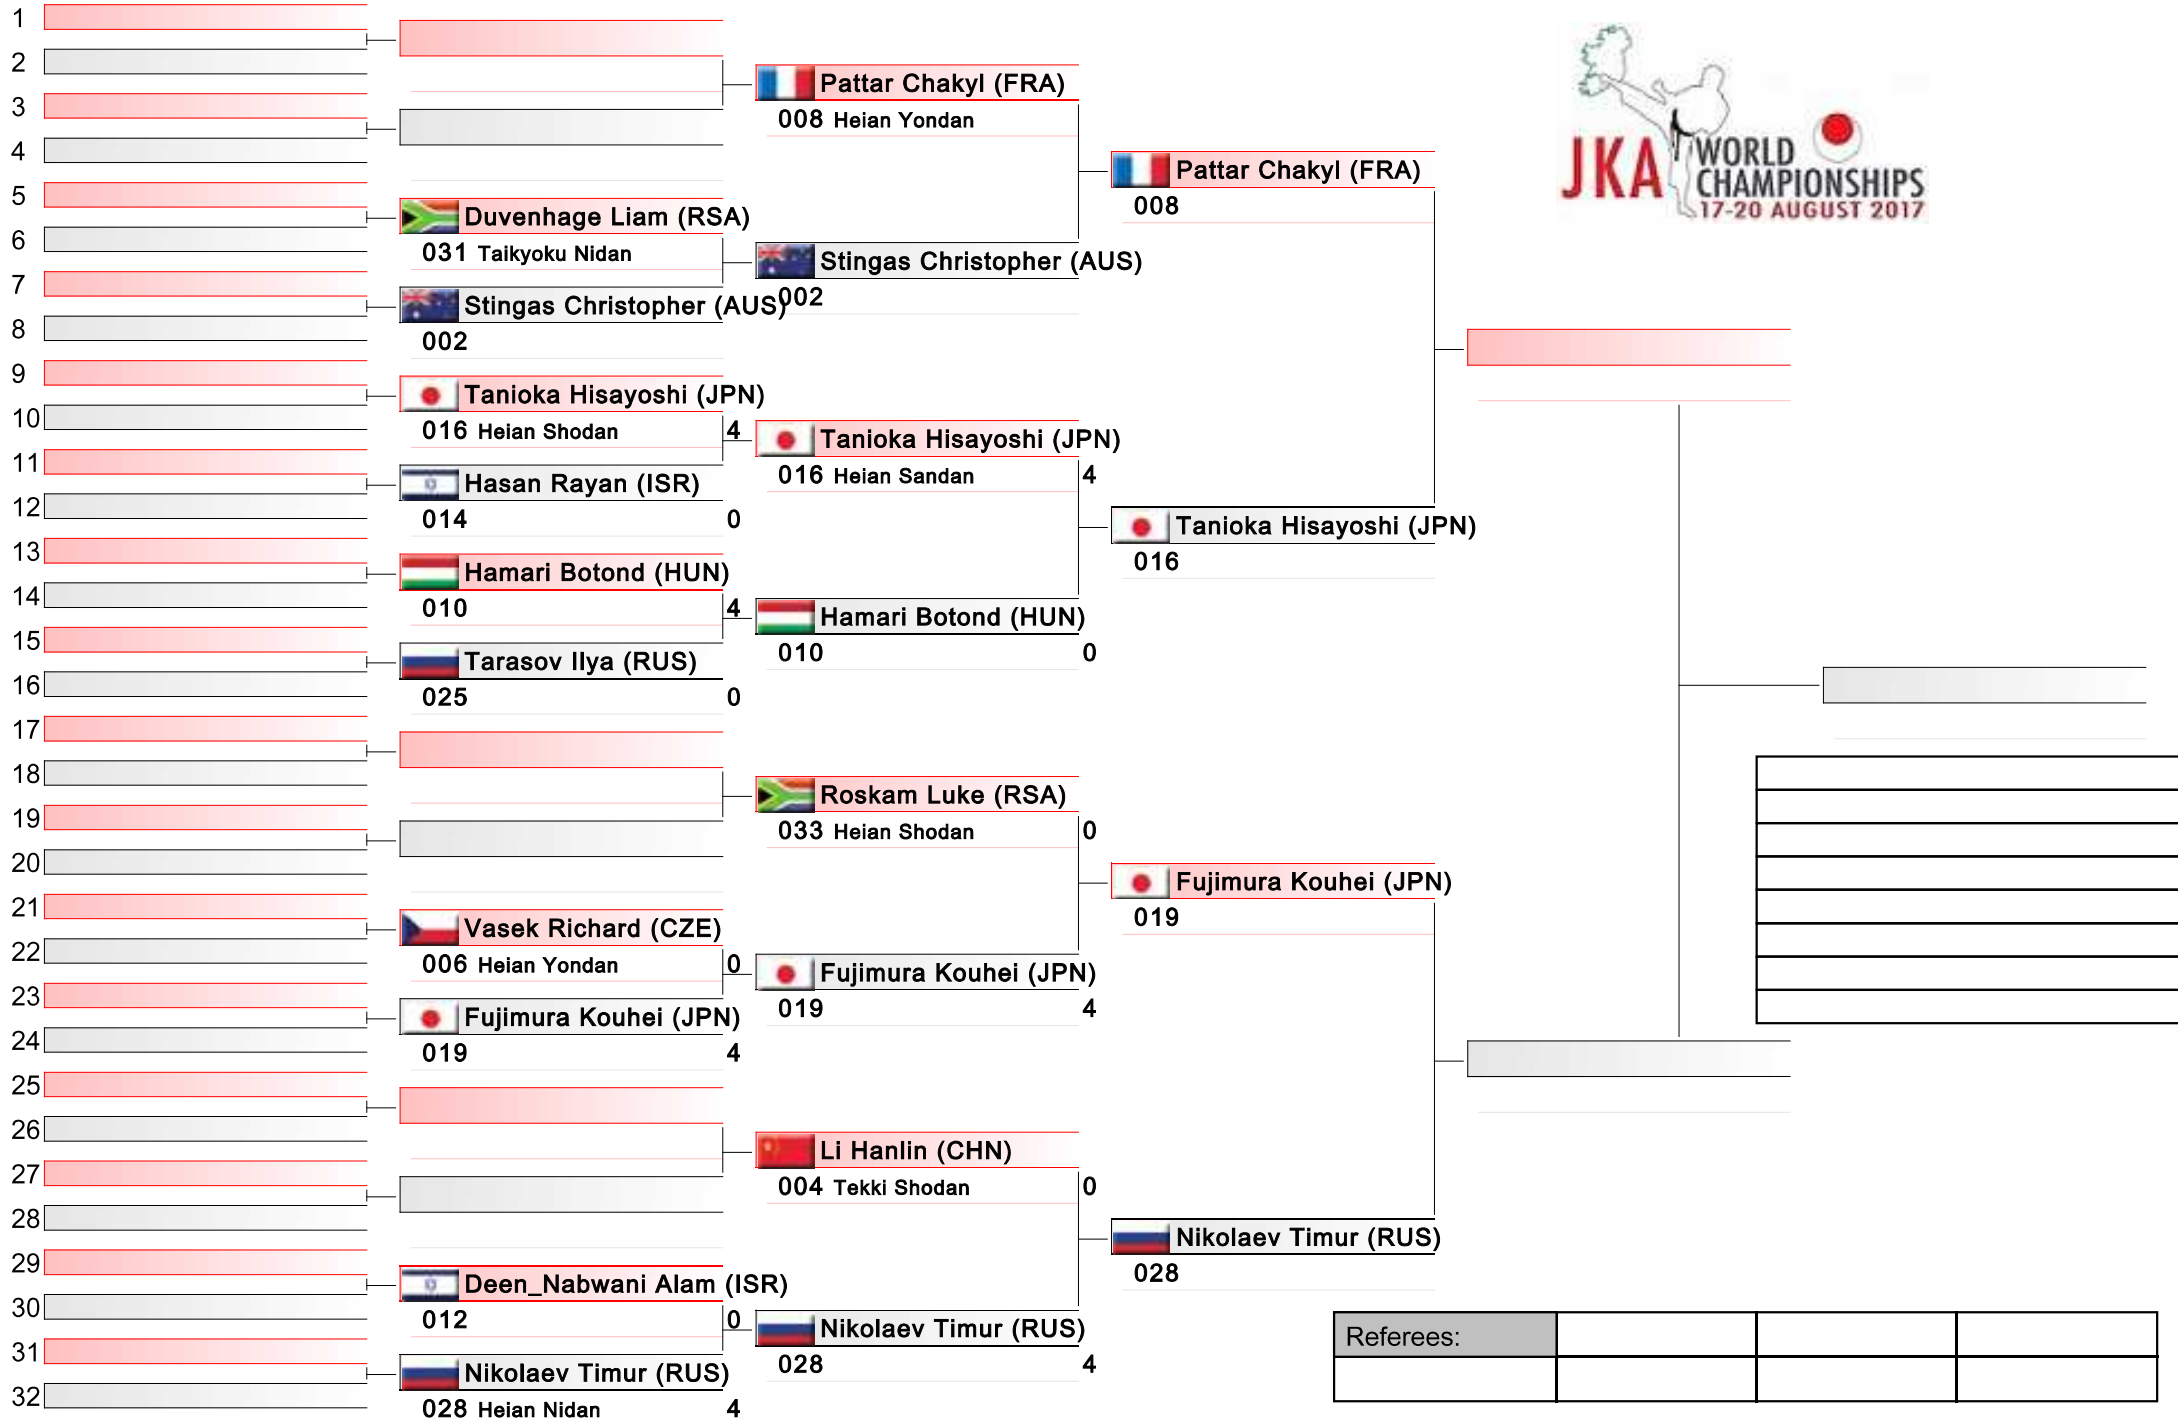 1
2
3
4
5
6
7
8
9
10
11
12
13
14
15
16
17
18
19
20
21
22
23
24
25
26
27
28
29
30
31
32
Duvenhage Liam (RSA)
031 Taikyoku Nidan
Stingas Christopher (AUS)
002
Tanioka Hisayoshi (JPN)
016 Heian Shodan 4
Hasan Rayan (ISR)
014 0
Hamari Botond (HUN)
010 4
Tarasov Ilya (RUS)
025 0
Vasek Richard (CZE)
006 Heian Yondan 0
Fujimura Kouhei (JPN)
019 4
Deen_Nabwani Alam (ISR)
012 0
Nikolaev Timur (RUS)
028 Heian Nidan 4
Pattar Chakyl (FRA)
008 Heian Yondan
Stingas Christopher (AUS)
002
Tanioka Hisayoshi (JPN)
016 Heian Sandan 4
Hamari Botond (HUN)
010 0
Roskam Luke (RSA)
033 Heian Shodan 0
Fujimura Kouhei (JPN)
019 4
Li Hanlin (CHN)
004 Tekki Shodan 0
Nikolaev Timur (RUS)
028 4
Pattar Chakyl (FRA)
008
Tanioka Hisayoshi (JPN)
016
Fujimura Kouhei (JPN)
019
Nikolaev Timur (RUS)
028
JKA WORLD
CHAMPIONSHIPS
17-20 AUGUST 2017
Referees: